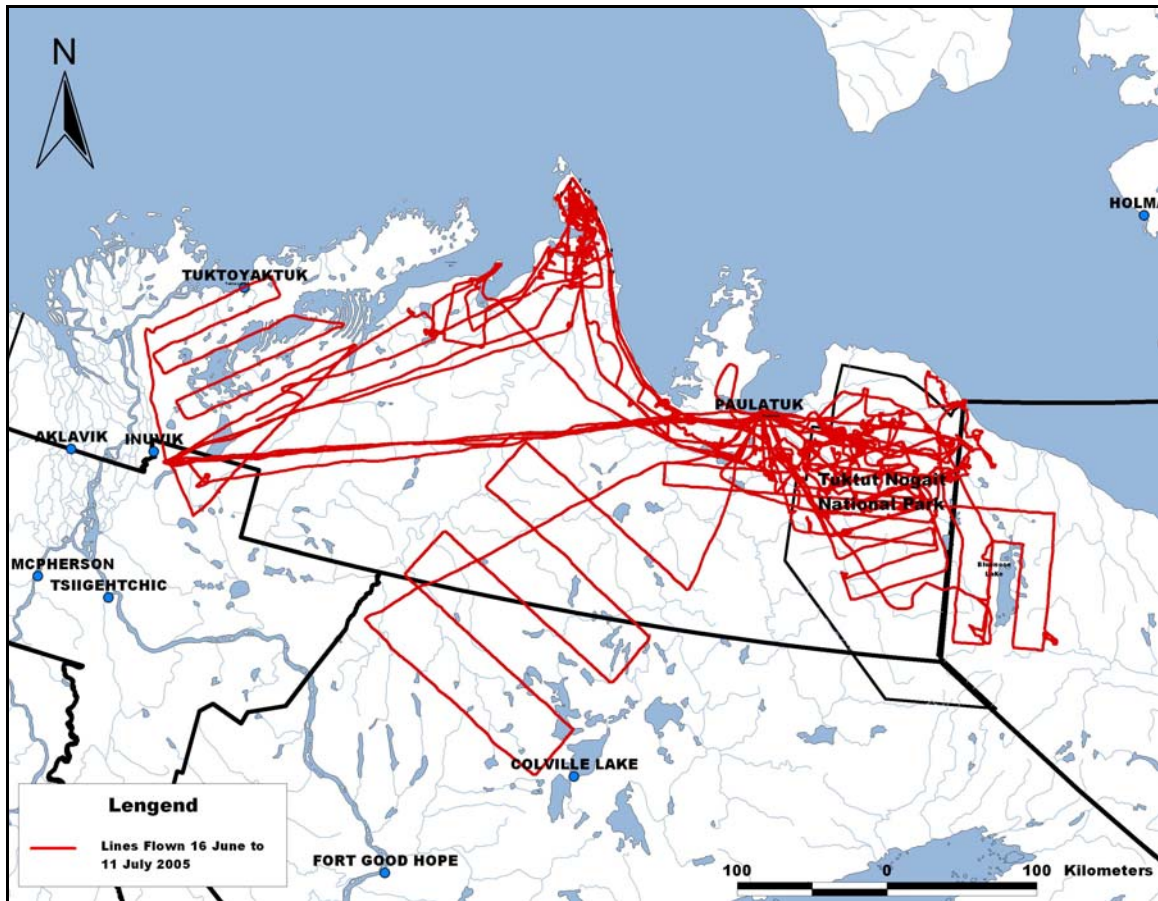 N
HOLMA
TUKTOYAKTUK
PAULATUK
AKLAVIK
INUVIK
Tuktut Nogait
National Park
Lake
MCPHERSON
TSIIGEHTCHIC
COLVILLE LAKE
Lengend
Lines Flown 16 June to
11 July 2005
FORT GOOD HOPE
100 0 100 Kilometers